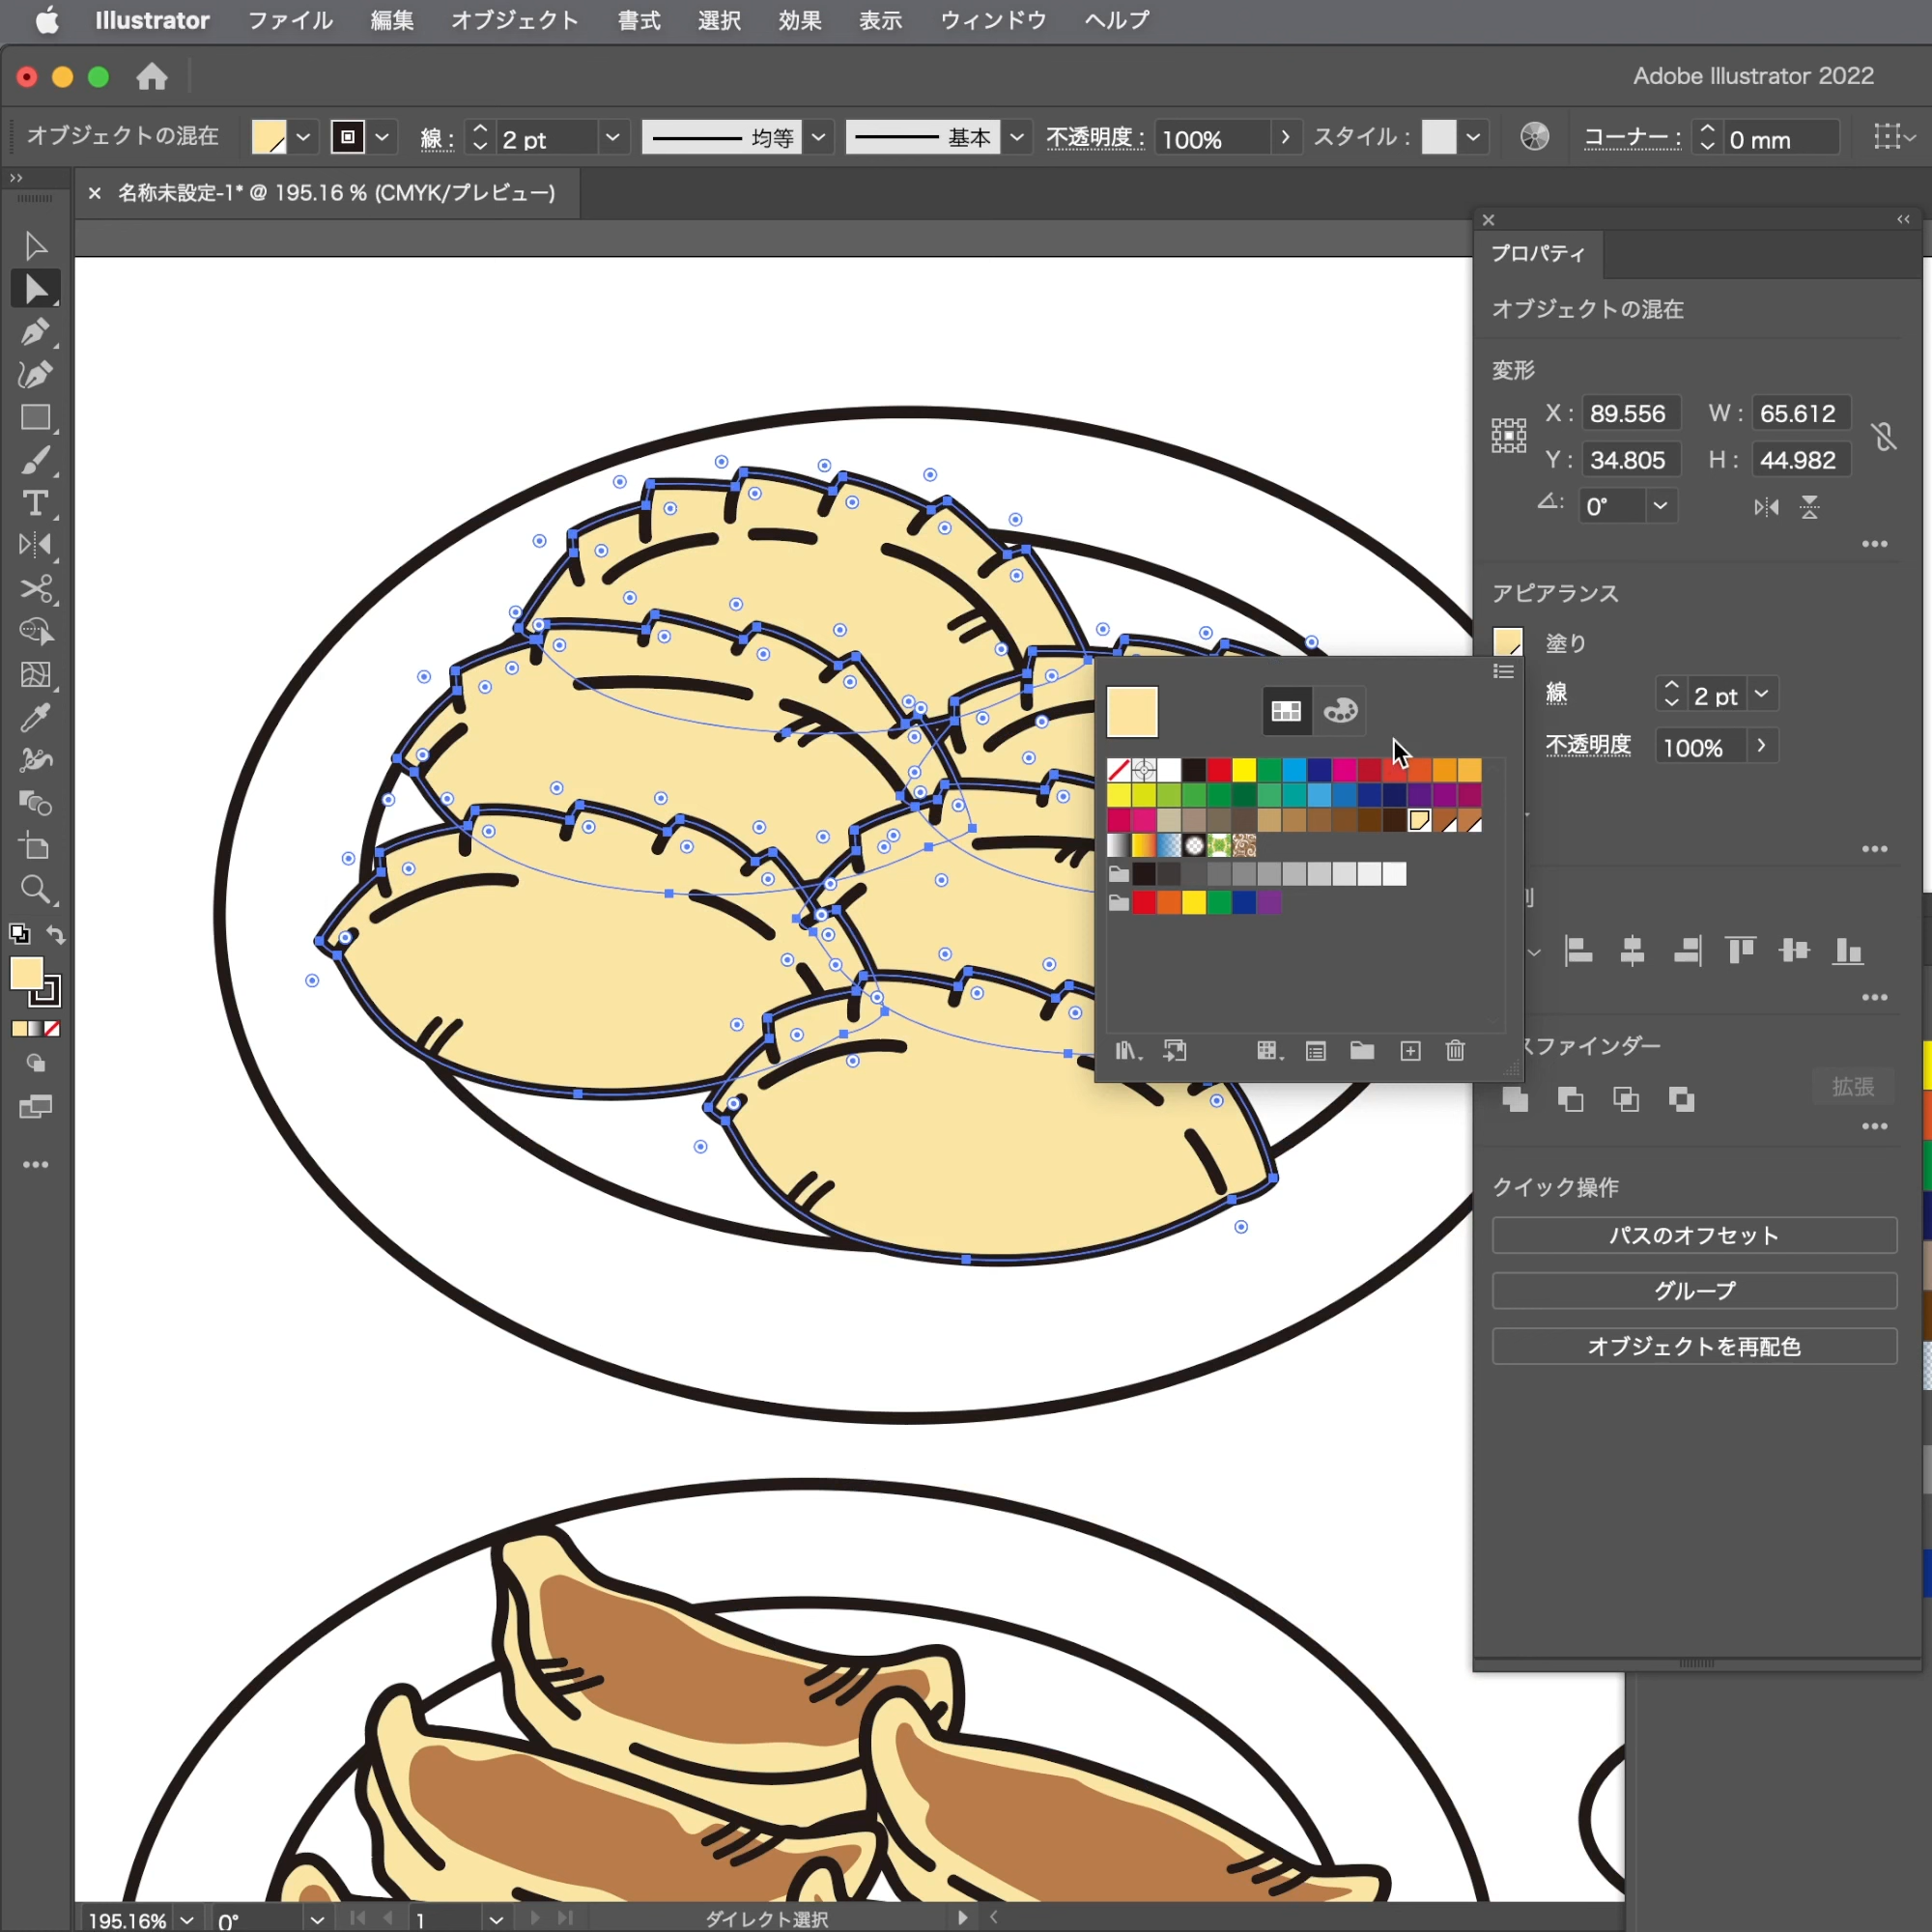 Illustrator ファイル 編集 オブジェクト 書式 選択 効果 表示 ウィンドウ ヘルプ
Adobe Illustrator 2022
オブジェクトの混在 線： 2 pt 均等 基本 不透明度： 100% スタイル： コーナー： 0 mm
× 名称未設定-1* @ 195.16 % (CMYK/プレビュー)
プロパティ
オブジェクトの混在
変形
X： 89.556 W： 65.612
Y： 34.805 H： 44.982
0°
アピアランス
塗り
線 2 pt
不透明度 100%
スファインダー
拡張
クイック操作
パスのオフセット
グループ
オブジェクトを再配色
195.16% 0° 1 ダイレクト選択